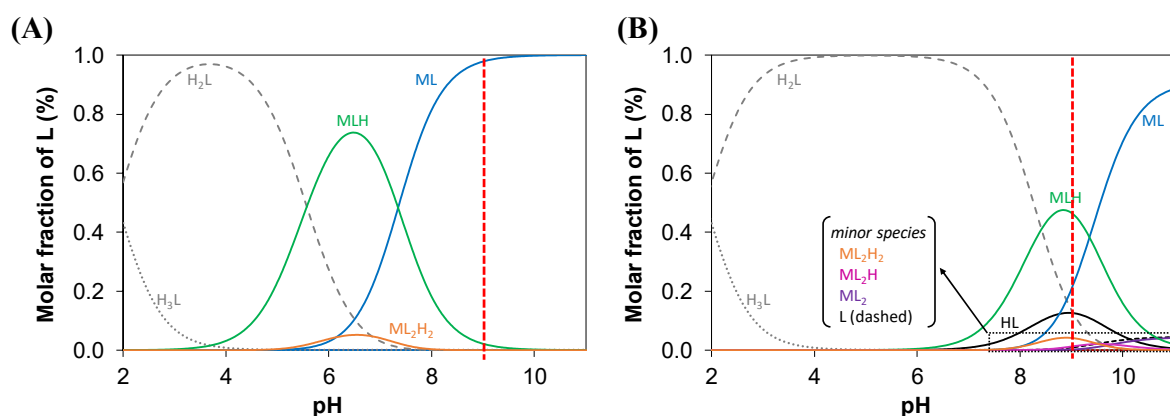 (A)
Molar fraction of L (%)
1.0
0.8
0.6
0.4
0.2
0.0
H₂L
H₃L
MLH
ML₂H₂
ML
2
4
6
8
10
pH
(B)
Molar fraction of L (%)
1.0
0.8
0.6
0.4
0.2
0.0
H₂L
H₃L
minor species
ML₂H₂
ML₂H
ML₂
L (dashed)
MLH
HL
ML
2
4
6
8
10
pH